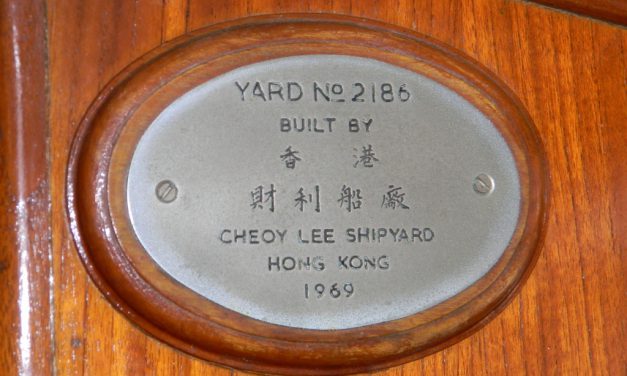 YARD No 2186
BUILT BY
香港
財利船廠
CHEOY LEE SHIPYARD
HONG KONG
1969